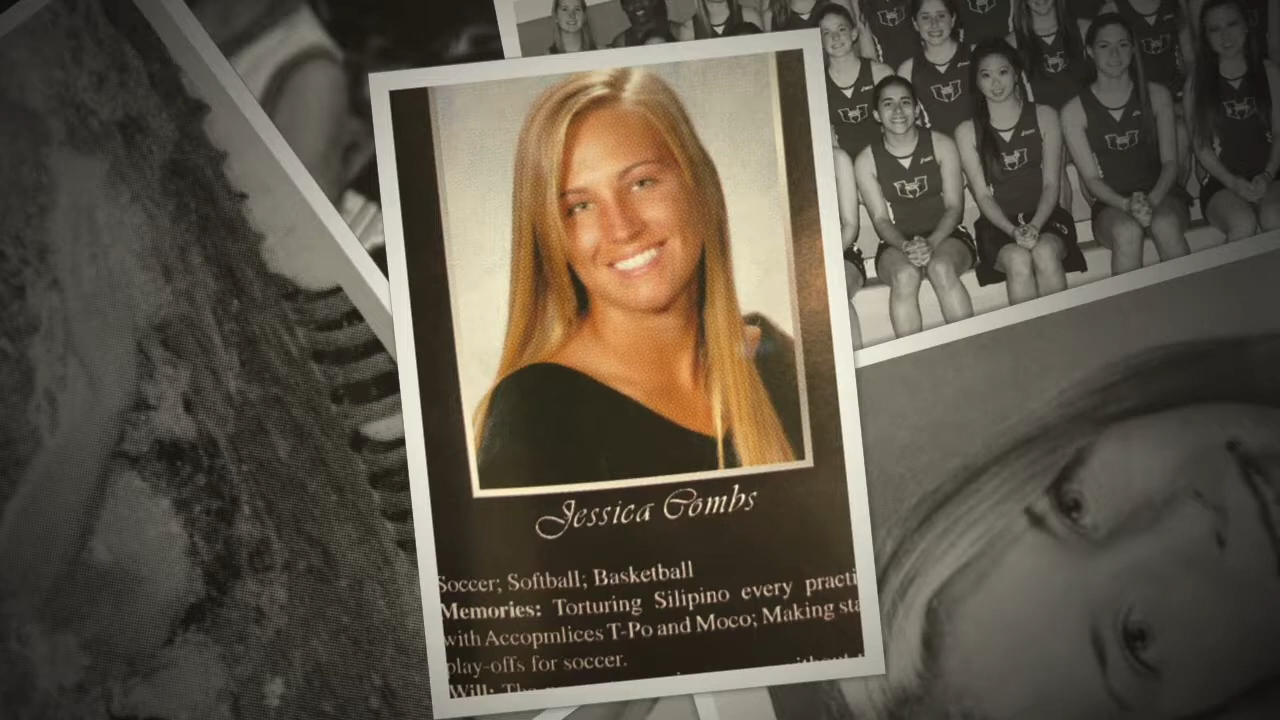 Jessica Combs
Soccer; Softball; Basketball
Memories: Torturing Silipino every practi
with Accopmlices T-Po and Moco; Making sta
play-offs for soccer.
Will: